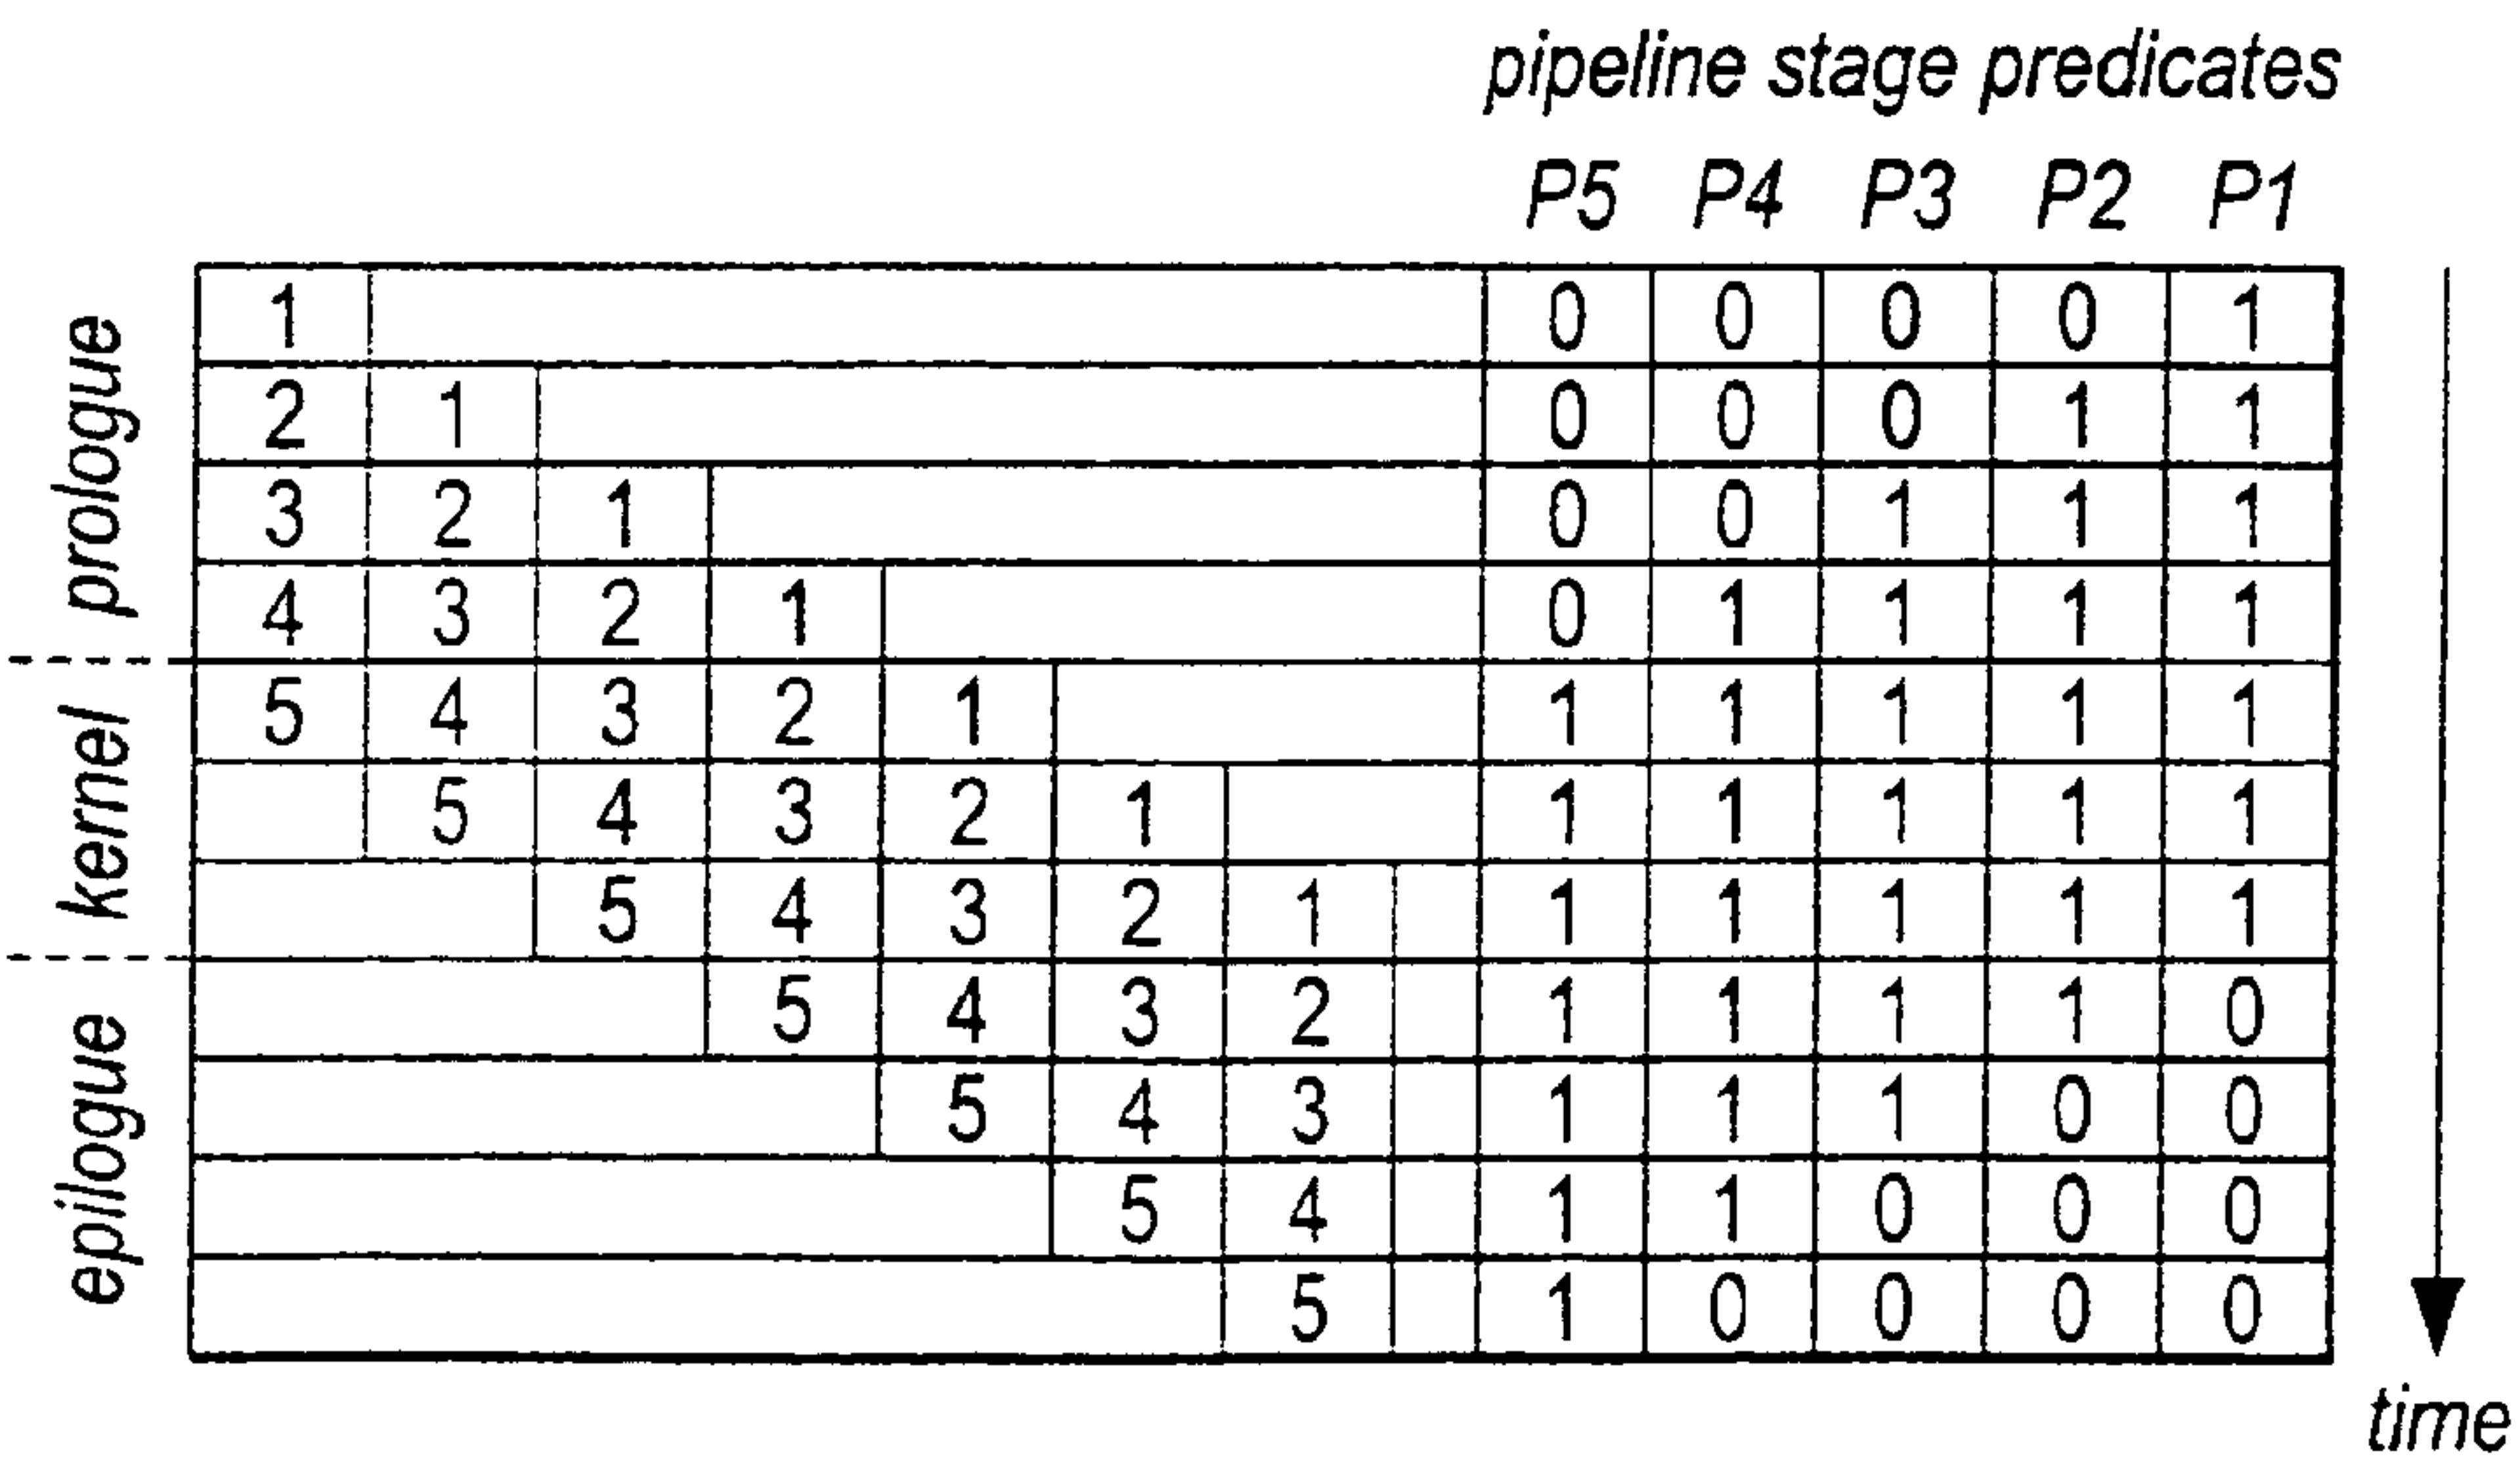 pipeline stage predicates
P5 P4 P3 P2 P1
prologue
1 0 0 0 0 1
2 1 0 0 0 1 1
3 2 1 0 0 1 1 1
4 3 2 1 0 1 1 1 1
kernel
5 4 3 2 1 1 1 1 1 1
5 4 3 2 1 1 1 1 1 1
5 4 3 2 1 1 1 1 1 1
epilogue
5 4 3 2 1 1 1 1 0
5 4 3 1 1 1 0 0
5 4 1 1 0 0 0
5 1 0 0 0 0
time